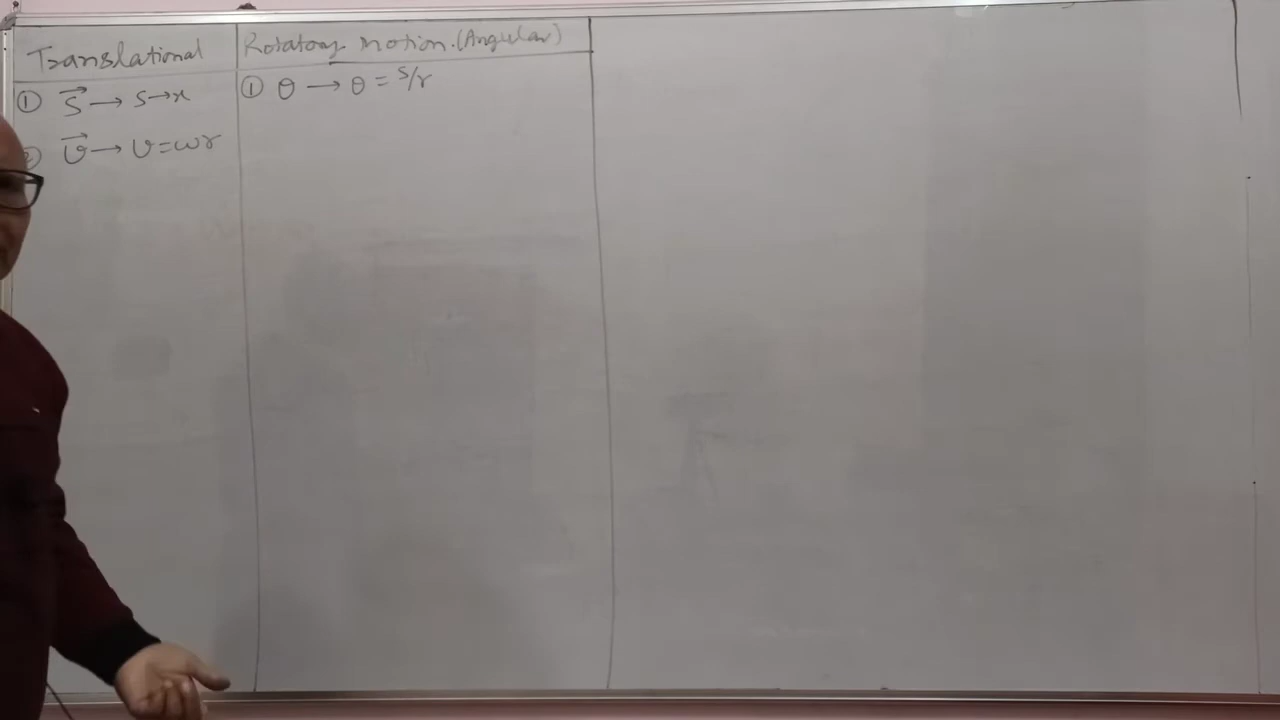 Translational
① S⃗ → s→x
② v⃗ → v=ωr
Rotatory motion.(Angular)
① θ → θ = s/r